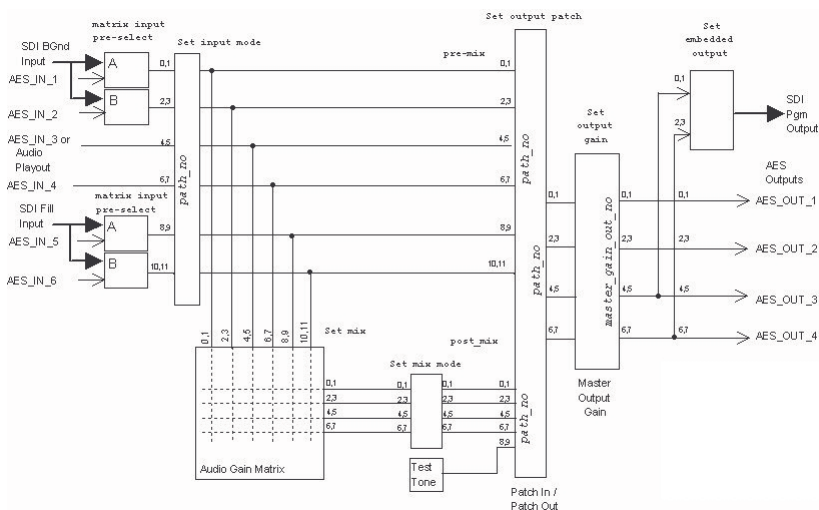 Set output patch
matrix input
pre-select
Set input mode
pre-mix
Set
embedded
output
SDI BGnd
Input
A
0,1
0,1
0,1
AES_IN_1
B
2,3
2,3
2,3
SDI
Pgm
Output
AES_IN_2
Set
output
gain
AES_IN_3 or
Audio
Playout
4,5
4,5
path_no
path_no
AES
Outputs
AES_IN_4
6,7
6,7
matrix input
pre-select
0,1
0,1
0,1
AES_OUT_1
SDI Fill
Input
A
8,9
8,9
AES_IN_5
2,3
2,3
2,3
AES_OUT_2
B
10,11
10,11
AES_IN_6
path_no
master_gain_out_no
4,5
4,5
4,5
AES_OUT_3
0,1
2,3
4,5
6,7
8,9
10,11
Set mix
post_mix
6,7
6,7
6,7
AES_OUT_4
Set mix mode
0,1
0,1
0,1
2,3
2,3
2,3
4,5
4,5
4,5
6,7
6,7
6,7
8,9
path_no
Master
Output
Gain
Audio Gain Matrix
Test
Tone
Patch In /
Patch Out